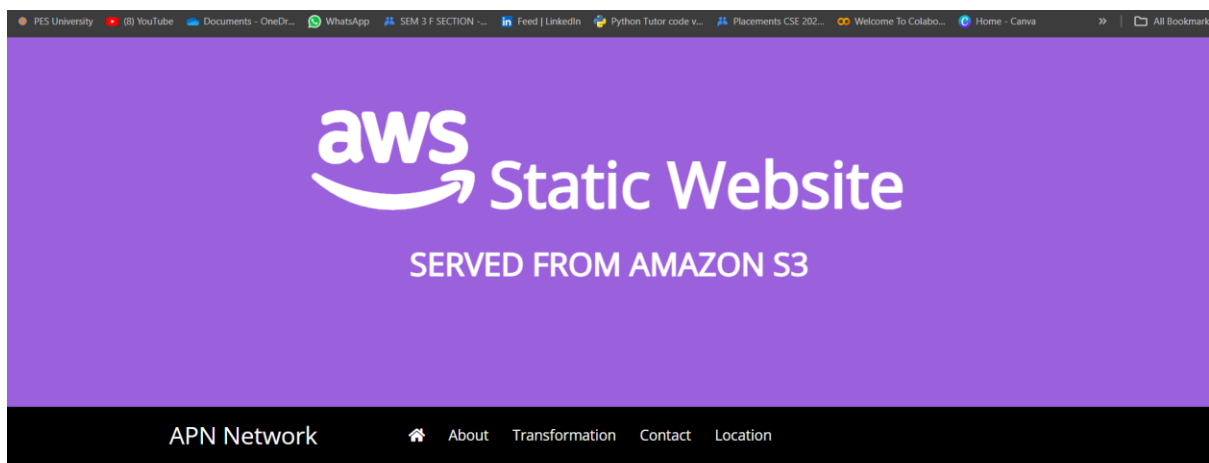 PES University (8) YouTube Documents - OneDr... WhatsApp SEM 3 F SECTION -... Feed | LinkedIn Python Tutor code v... Placements CSE 202... Welcome To Colabo... Home - Canva » All Bookmark
aws
Static Website
SERVED FROM AMAZON S3
APN Network About Transformation Contact Location